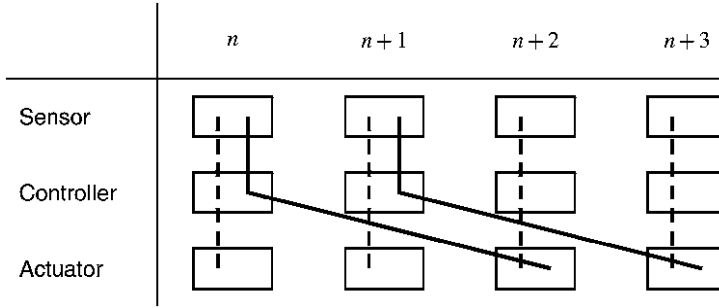 n n + 1 n + 2 n + 3
Sensor
Controller
Actuator